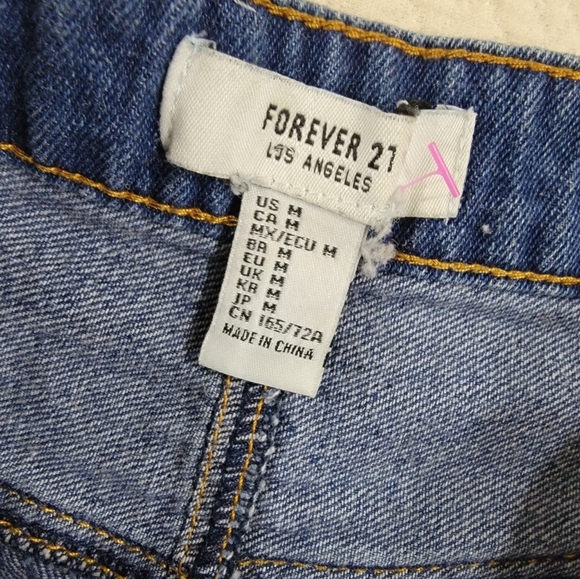 FOREVER 21
LOS ANGELES
US M
CA M
MX/ECU M
BR M
EU M
UK M
KR M
JP M
CN 165/72A
MADE IN CHINA